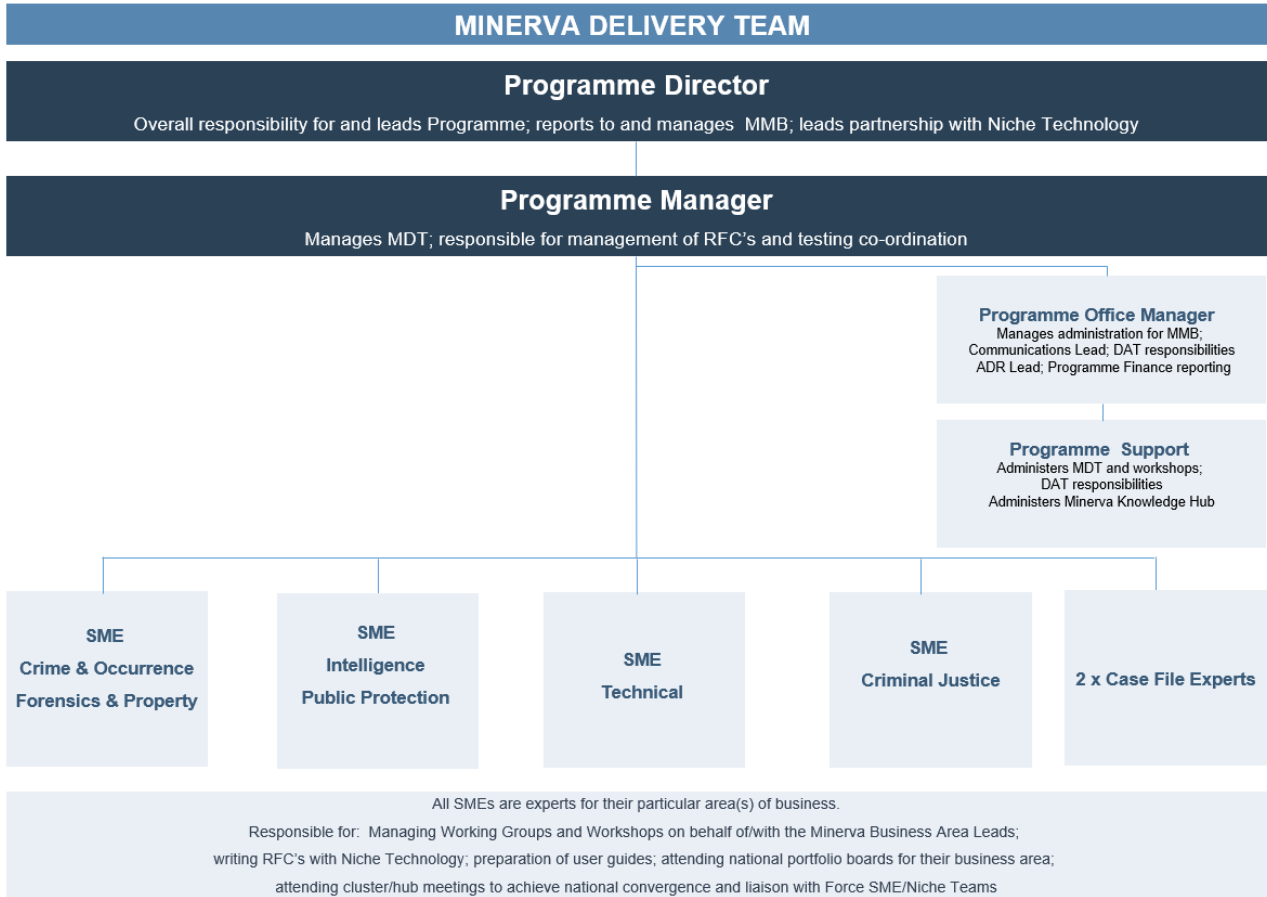 MINERVA DELIVERY TEAM
Programme Director
Overall responsibility for and leads Programme; reports to and manages MMB; leads partnership with Niche Technology
Programme Manager
Manages MDT; responsible for management of RFC's and testing co-ordination
Programme Office Manager
Manages administration for MMB;
Communications Lead; DAT responsibilities
ADR Lead; Programme Finance reporting
Programme Support
Administers MDT and workshops;
DAT responsibilities
Administers Minerva Knowledge Hub
SME
Crime & Occurrence
Forensics & Property
SME
Intelligence
Public Protection
SME
Technical
SME
Criminal Justice
2 x Case File Experts
All SMEs are experts for their particular area(s) of business.
Responsible for: Managing Working Groups and Workshops on behalf of/with the Minerva Business Area Leads;
writing RFC's with Niche Technology; preparation of user guides; attending national portfolio boards for their business area;
attending cluster/hub meetings to achieve national convergence and liaison with Force SME/Niche Teams